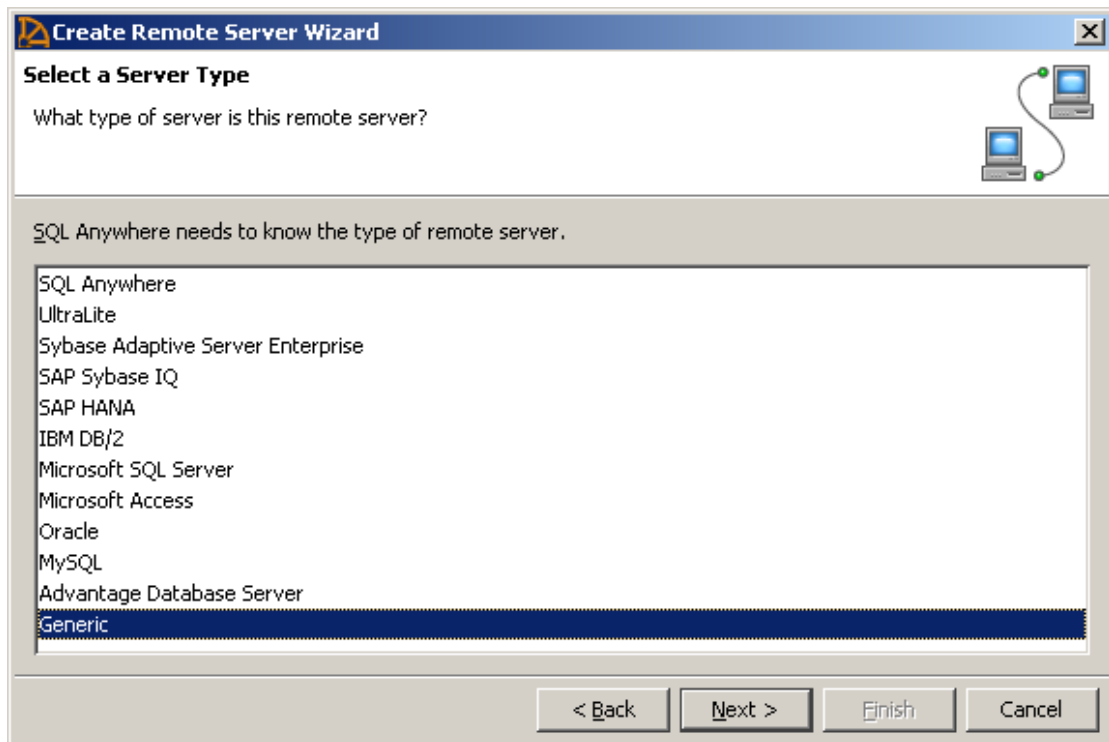 Create Remote Server Wizard
Select a Server Type
What type of server is this remote server?
SQL Anywhere needs to know the type of remote server.
SQL Anywhere
UltraLite
Sybase Adaptive Server Enterprise
SAP Sybase IQ
SAP HANA
IBM DB/2
Microsoft SQL Server
Microsoft Access
Oracle
MySQL
Advantage Database Server
Generic
< Back Next > Finish Cancel